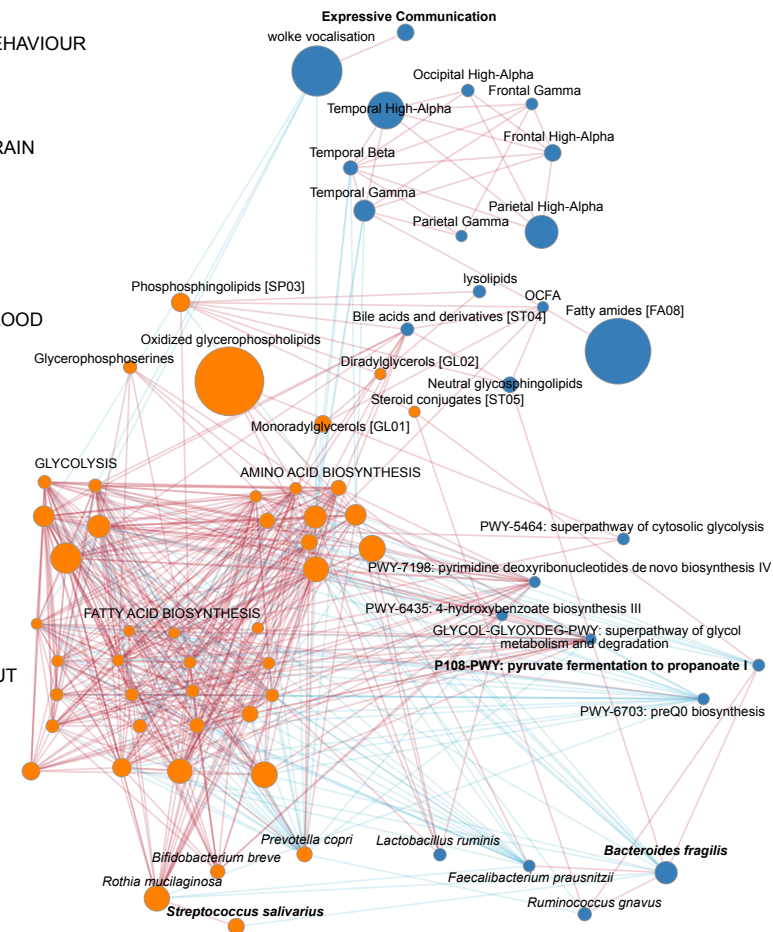 Expressive Communication
wolke vocalisation
EHAVIOUR
Occipital High-Alpha
Frontal Gamma
Temporal High-Alpha
Frontal High-Alpha
RAIN
Temporal Beta
Temporal Gamma
Parietal High-Alpha
Parietal Gamma
lysolipids
Phosphosphingolipids [SP03]
OCFA
Fatty amides [FA08]
Bile acids and derivatives [ST04]
OOD
Oxidized glycerophospholipids
Glycerophosphoserines
Diradylglycerols [GL02]
Neutral glycosphingolipids
Steroid conjugates [ST05]
Monoradylglycerols [GL01]
GLYCOLYSIS
AMINO ACID BIOSYNTHESIS
PWY-5464: superpathway of cytosolic glycolysis
PWY-7198: pyrimidine deoxyribonucleotides de novo biosynthesis IV
PWY-6435: 4-hydroxybenzoate biosynthesis III
FATTY ACID BIOSYNTHESIS
GLYCOL-GLYOXDEG-PWY: superpathway of glycol
metabolism and degradation
P108-PWY: pyruvate fermentation to propanoate I
UT
PWY-6703: preQ0 biosynthesis
Prevotella copri
Lactobacillus ruminis
Bacteroides fragilis
Bifidobacterium breve
Faecalibacterium prausnitzii
Rothia mucilaginosa
Ruminococcus gnavus
Streptococcus salivarius